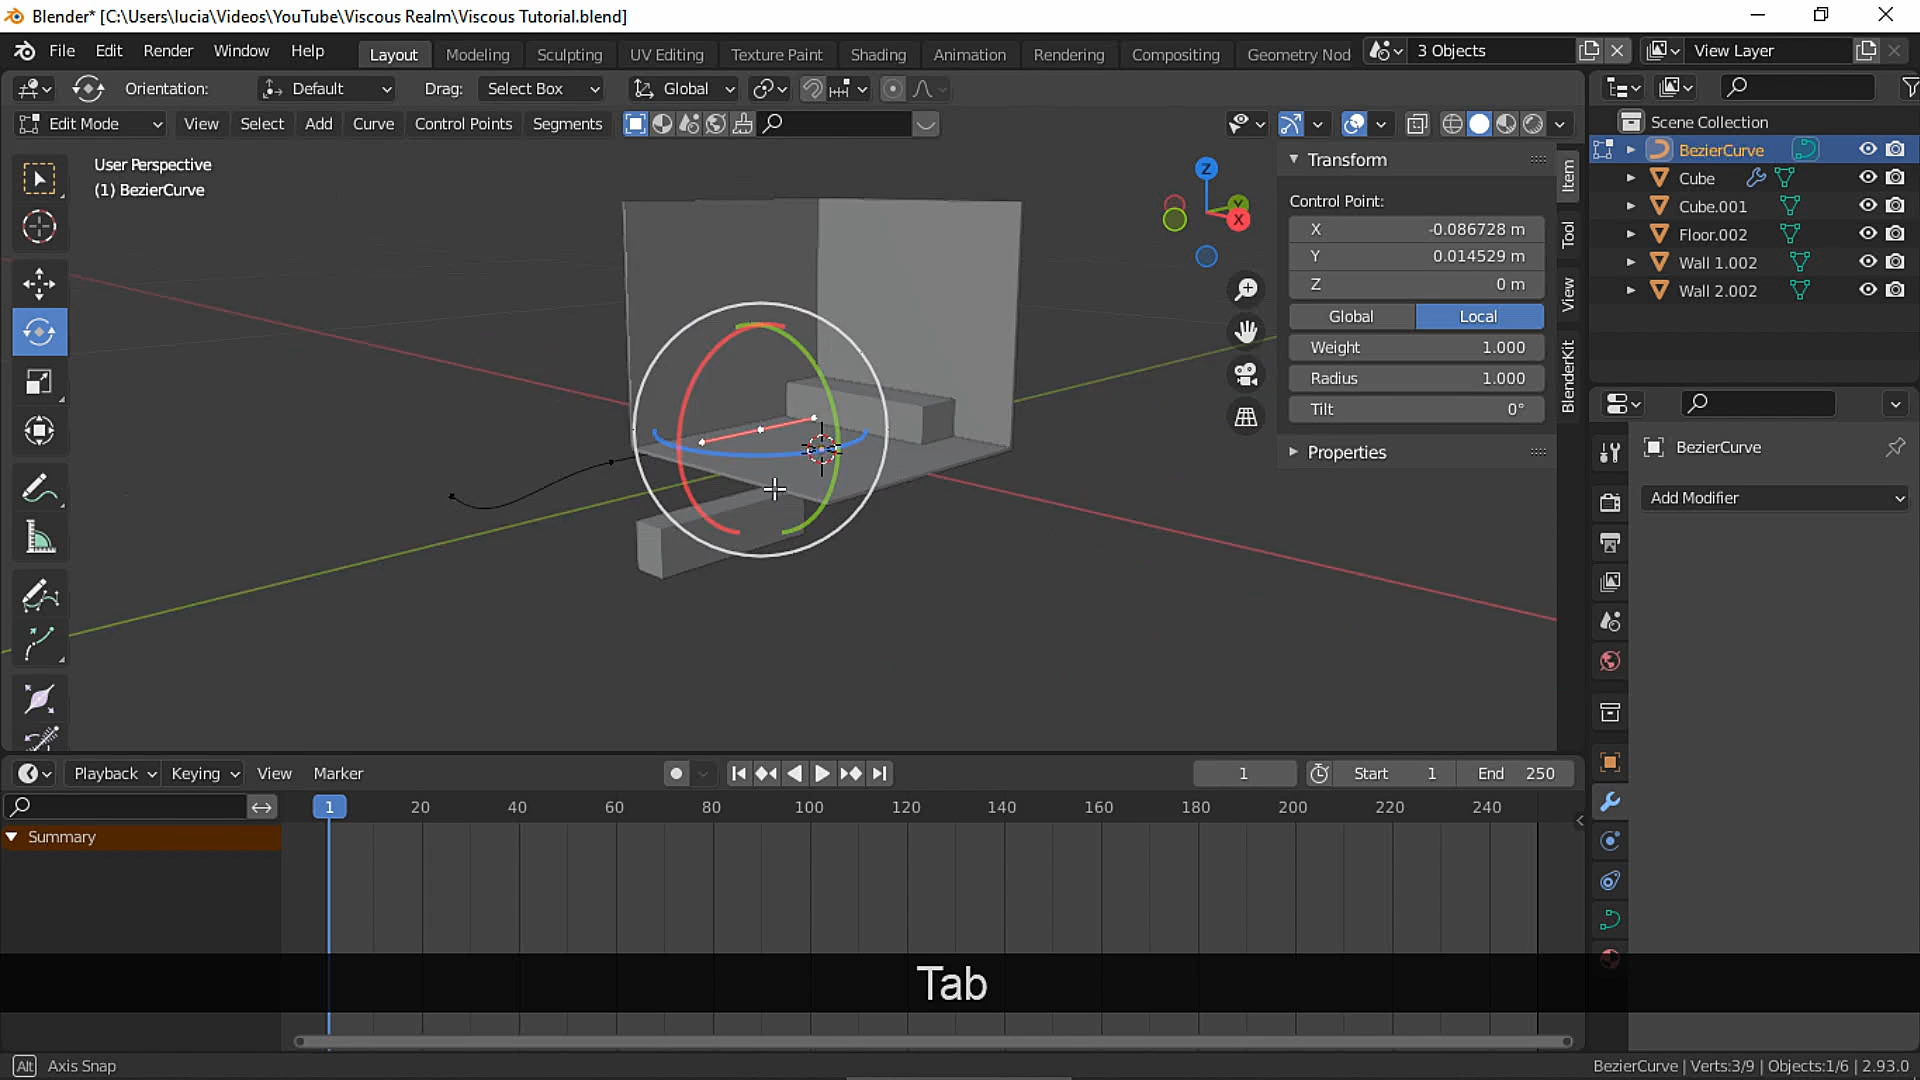 Blender* [C:\Users\lucia\Videos\YouTube\Viscous Realm\Viscous Tutorial.blend]
File Edit Render Window Help
Layout Modeling Sculpting UV Editing Texture Paint Shading Animation Rendering Compositing Geometry Nod
3 Objects
View Layer
Orientation: Default Drag: Select Box Global
Edit Mode View Select Add Curve Control Points Segments
User Perspective
(1) BezierCurve
Z
Y
X
Transform
Control Point:
X -0.086728 m
Y 0.014529 m
Z 0 m
Global Local
Weight 1.000
Radius 1.000
Tilt 0°
Properties
Item
Tool
View
BlenderKit
Scene Collection
BezierCurve
Cube
Cube.001
Floor.002
Wall 1.002
Wall 2.002
BezierCurve
Add Modifier
Playback Keying View Marker
1 Start 1 End 250
1 20 40 60 80 100 120 140 160 180 200 220 240
Summary
Tab
Alt Axis Snap
BezierCurve | Verts:3/9 | Objects:1/6 | 2.93.0